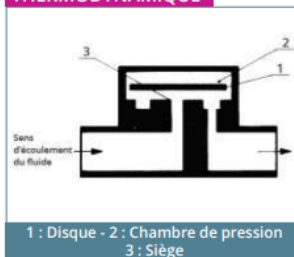 THERMODYNAMIQUE
3
2
1
Sens
d'écoulement
du fluide
1 : Disque - 2 : Chambre de pression
3 : Siège